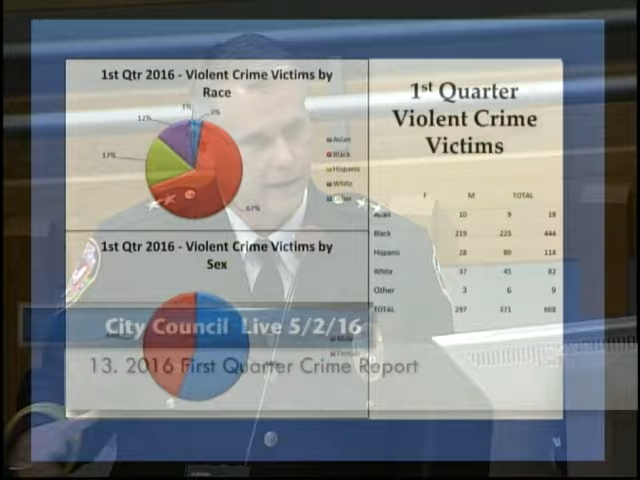 1st Qtr 2016 - Violent Crime Victims by
Race
1%
3%
12%
17%
67%
Asian
Black
Hispanic
White
Other
1st Qtr 2016 - Violent Crime Victims by
Sex
Male
Female
1st Quarter
Violent Crime
Victims
F M TOTAL
Asian 10 9 19
Black 219 225 444
Hispanic 28 86 114
White 37 45 82
Other 3 6 9
TOTAL 297 371 668
City Council Live 5/2/16
13. 2016 First Quarter Crime Report